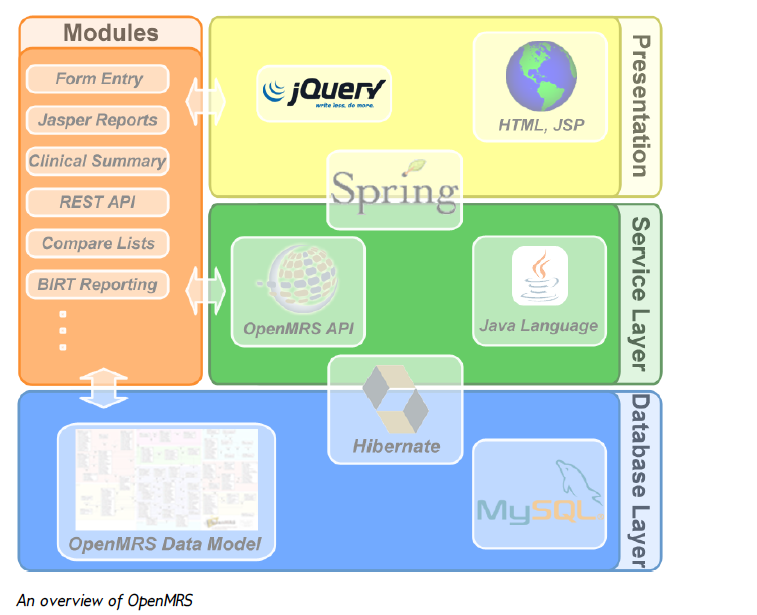 Modules
Form Entry
Jasper Reports
Clinical Summary
REST API
Compare Lists
BIRT Reporting
jQuery
write less, do more.
HTML, JSP
Presentation
Spring
OpenMRS API
Java Language
Service Layer
Hibernate
OpenMRS Data Model
MySQL
Database Layer
An overview of OpenMRS